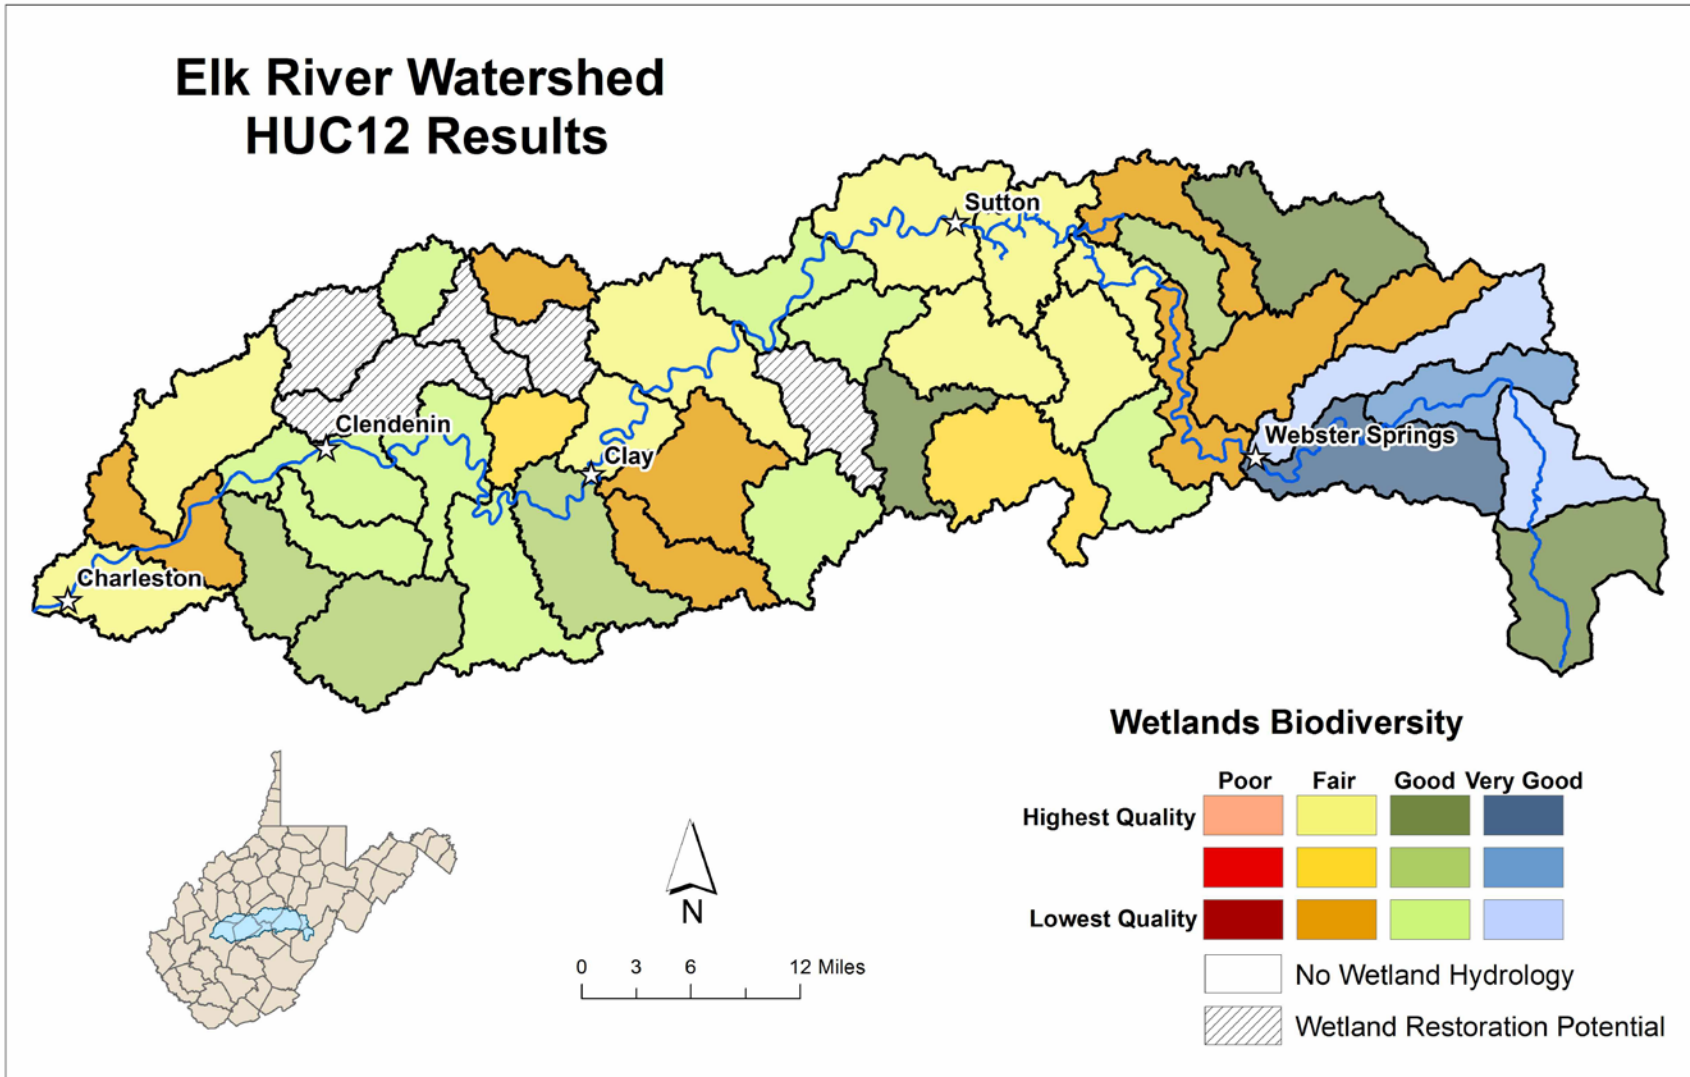 Elk River Watershed
HUC12 Results
Sutton
Clendenin
Webster Springs
Clay
Charleston
Wetlands Biodiversity
Poor Fair Good Very Good
Highest Quality
Lowest Quality
No Wetland Hydrology
Wetland Restoration Potential
N
0 3 6 12 Miles